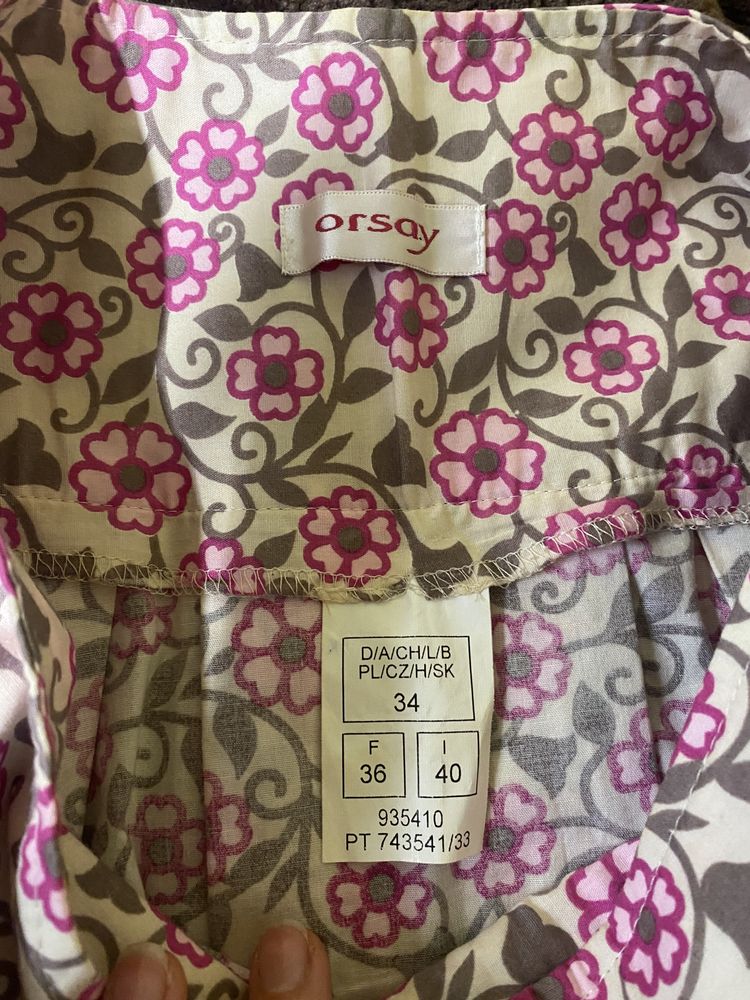 orsay
D/A/CH/L/B
PL/CZ/H/SK
34
F I
36 40
935410
PT 743541/33